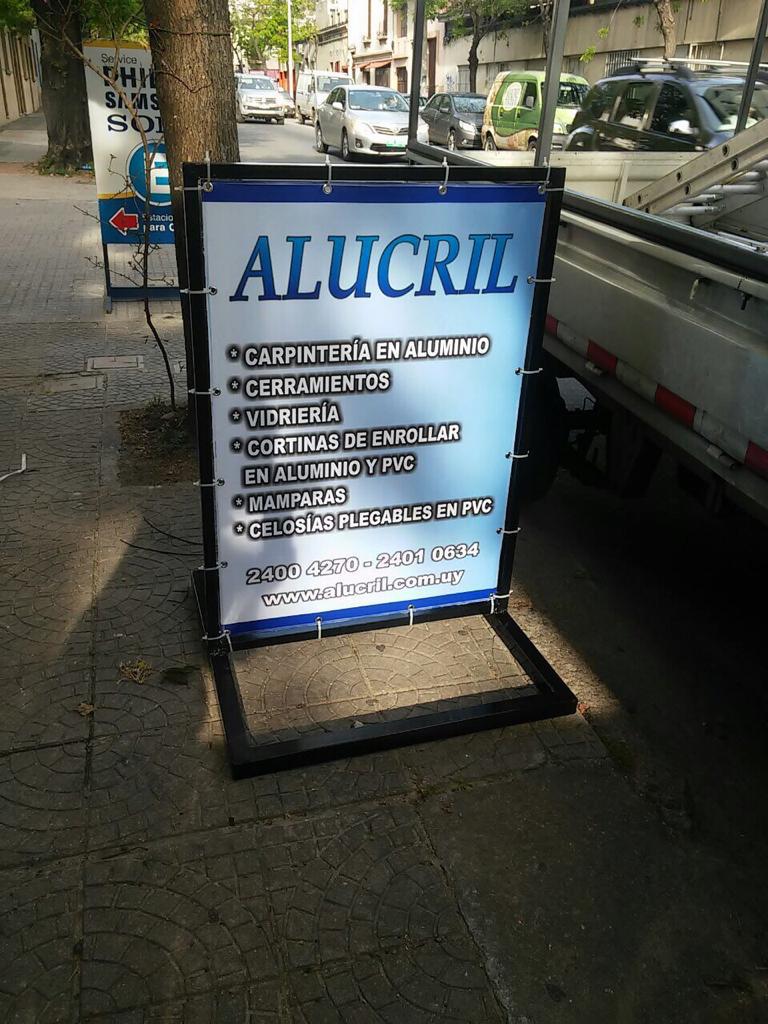 Service
ALUCRIL
* CARPINTERÍA EN ALUMINIO
* CERRAMIENTOS
* VIDRIERÍA
* CORTINAS DE ENROLLAR
EN ALUMINIO Y PVC
* MAMPARAS
* CELOSÍAS PLEGABLES EN PVC
2400 4270 - 2401 0634
www.alucril.com.uy